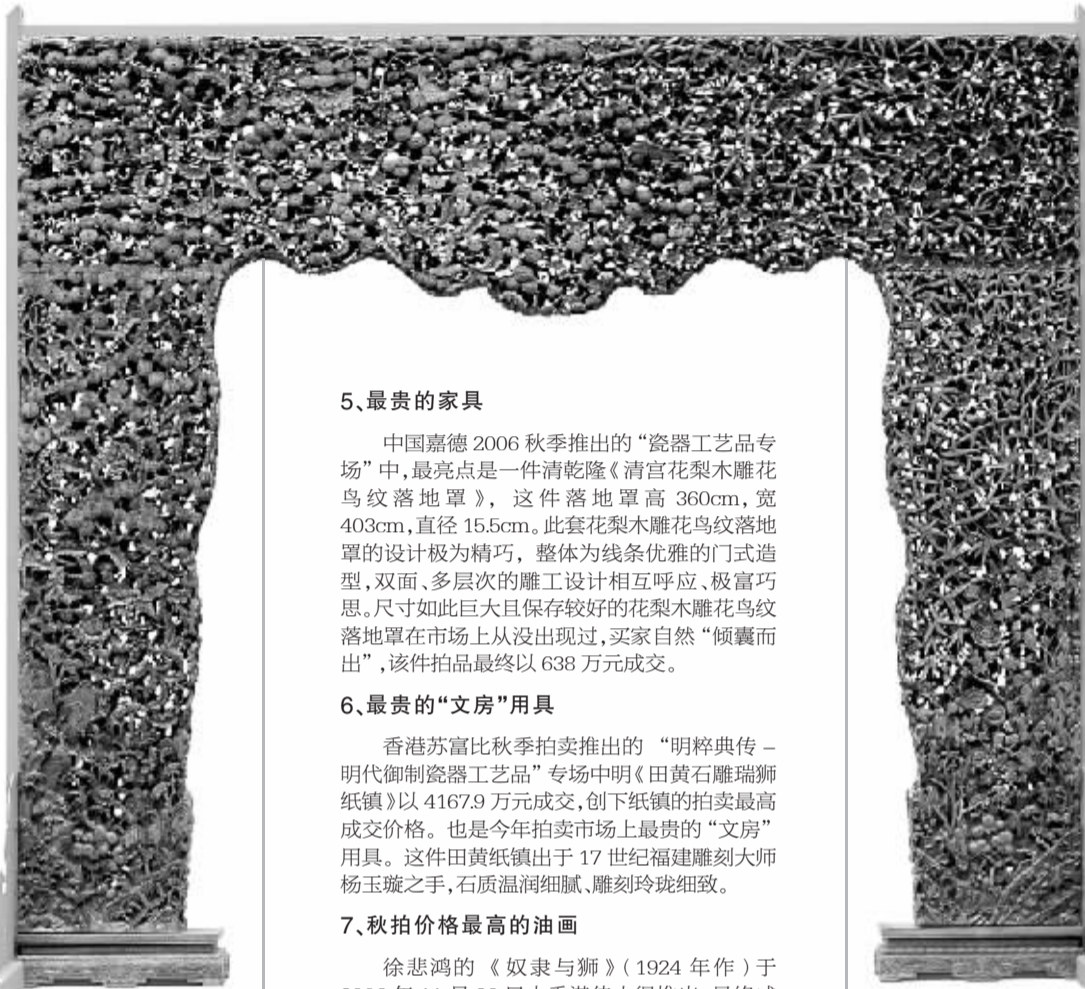 5、最贵的家具
中国嘉德 2006 秋季推出的“瓷器工艺品专
场”中,最亮点是一件清乾隆《清宫花梨木雕花
鸟纹落地罩》，这件落地罩高 360cm,宽
403cm,直径 15.5cm。此套花梨木雕花鸟纹落地
罩的设计极为精巧，整体为线条优雅的门式造
型,双面、多层次的雕工设计相互呼应、极富巧
思。尺寸如此巨大且保存较好的花梨木雕花鸟纹
落地罩在市场上从没出现过,买家自然“倾囊而
出”,该件拍品最终以 638 万元成交。
6、最贵的“文房”用具
香港苏富比秋季拍卖推出的 “明粹典传 –
明代御制瓷器工艺品”专场中明《田黄石雕瑞狮
纸镇》以 4167.9 万元成交,创下纸镇的拍卖最高
成交价格。也是今年拍卖市场上最贵的“文房”
用具。这件田黄纸镇出于 17 世纪福建雕刻大师
杨玉璇之手,石质温润细腻、雕刻玲珑细致。
7、秋拍价格最高的油画
徐悲鸿的《奴隶与狮》(1924 年作)于